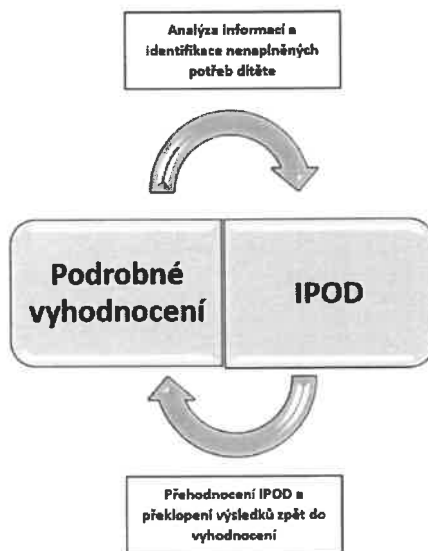 Analýza informací a
identifikace nenaplněných
potřeb dítěte
Podrobné
vyhodnocení
IPOD
Přehodnocení IPOD a
překlopení výsledků zpět do
vyhodnocení